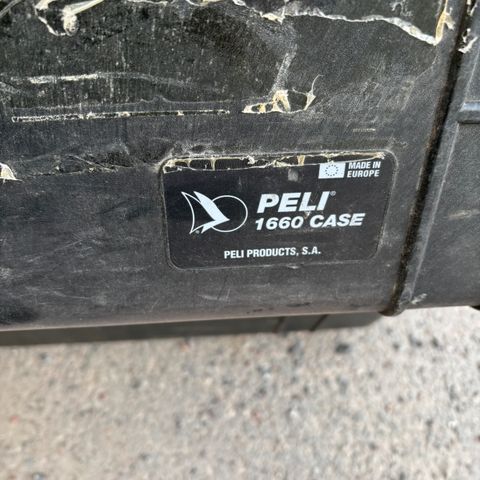 MADE IN
EUROPE
PELI®
1660 CASE
PELI PRODUCTS, S.A.